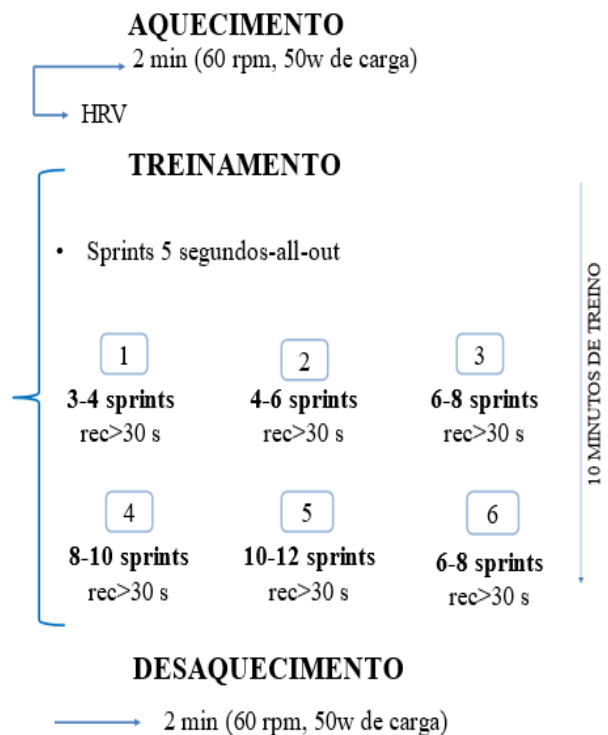 AQUECIMENTO
2 min (60 rpm, 50w de carga)
HRV
TREINAMENTO
• Sprints 5 segundos-all-out
1
3-4 sprints
rec>30 s
2
4-6 sprints
rec>30 s
3
6-8 sprints
rec>30 s
4
8-10 sprints
rec>30 s
5
10-12 sprints
rec>30 s
6
6-8 sprints
rec>30 s
10 MINUTOS DE TREINO
DESAQUECIMENTO
2 min (60 rpm, 50w de carga)